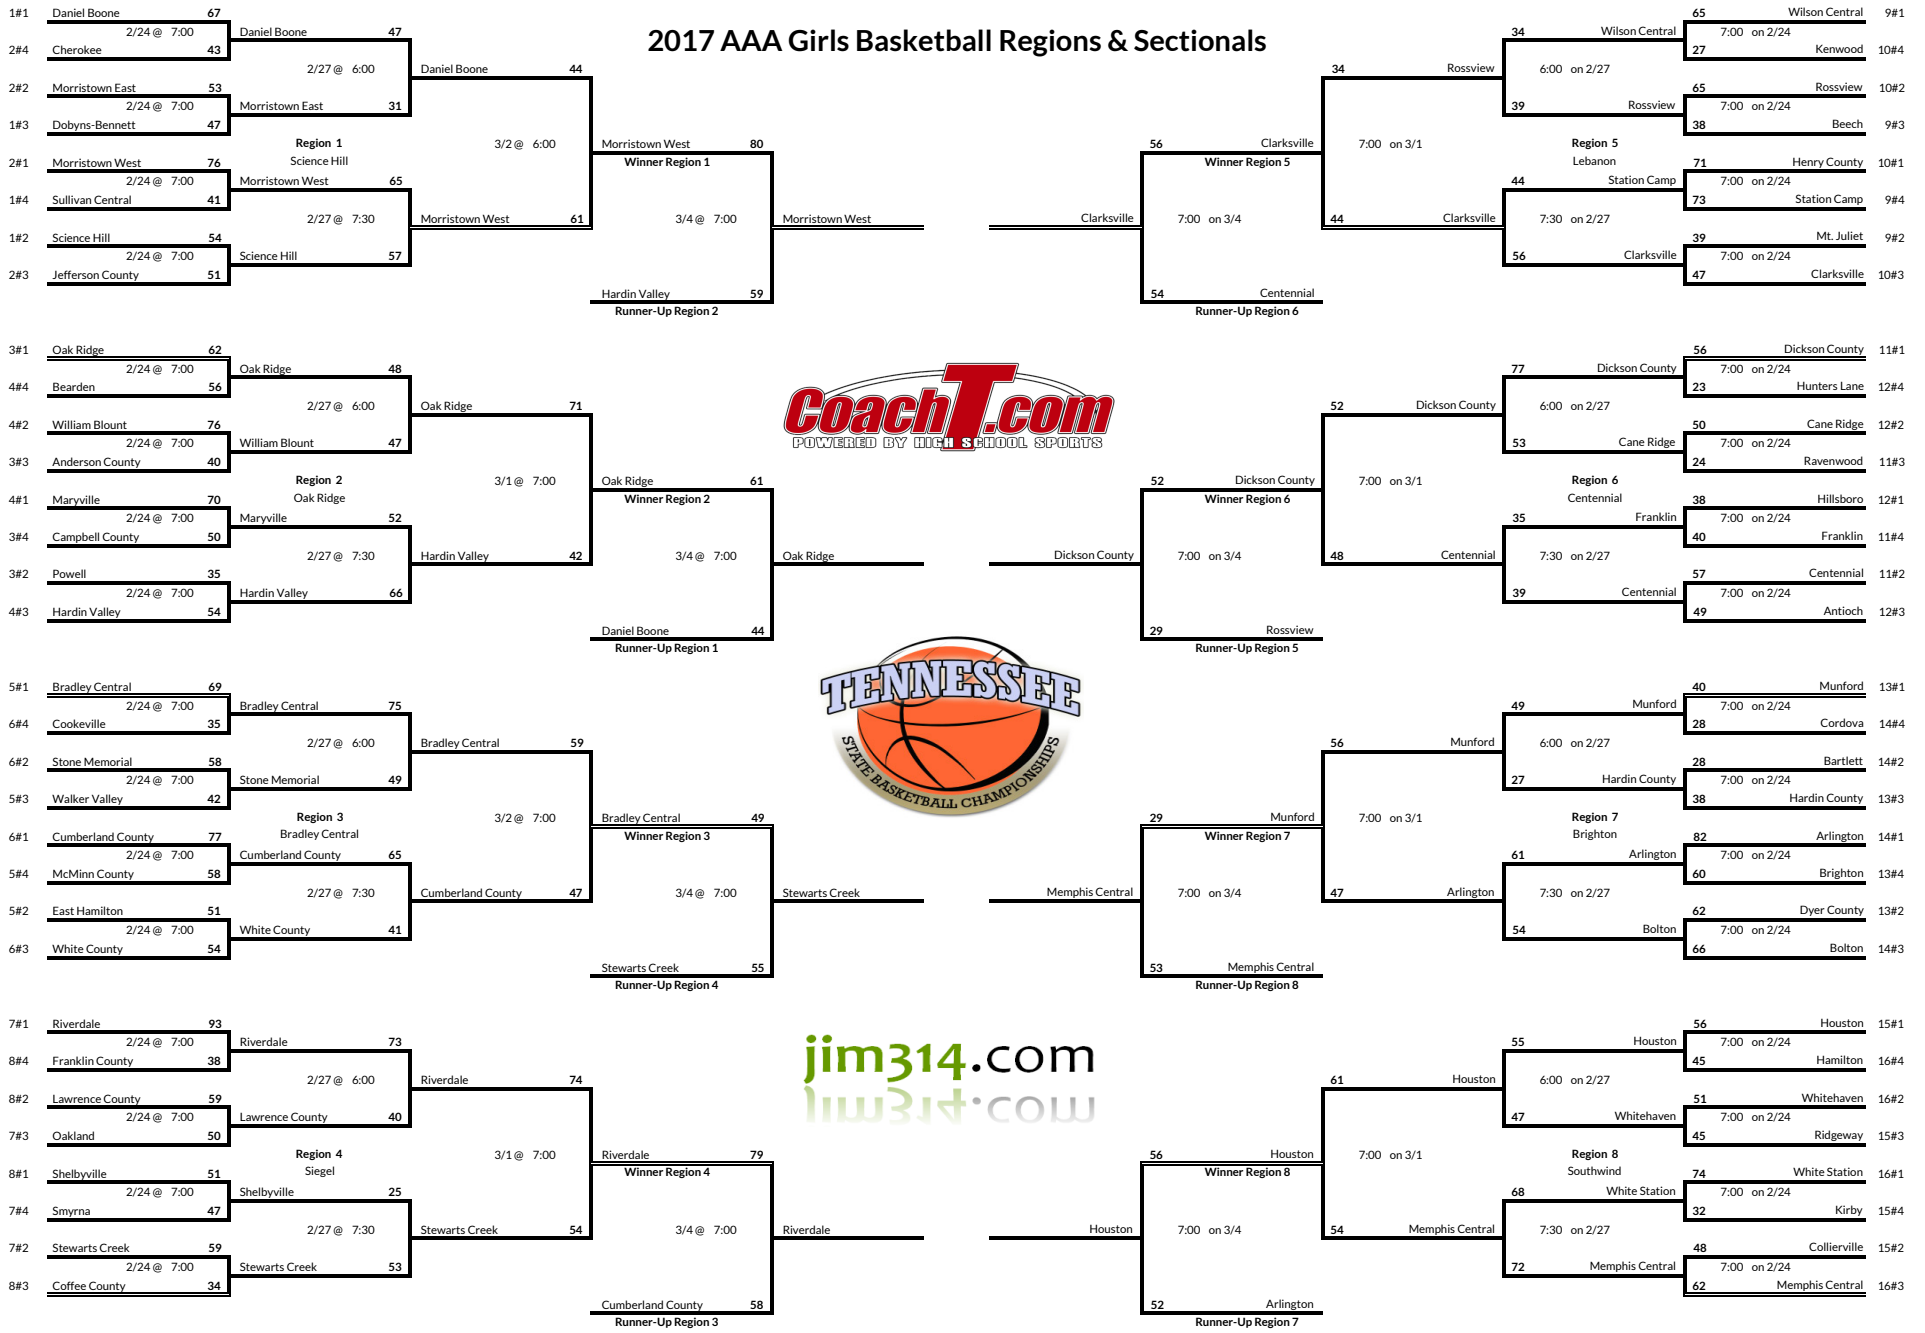 2017 AAA Girls Basketball Regions & Sectionals
1#1 Daniel Boone 67
2/24 @ 7:00
2#4 Cherokee 43
Daniel Boone 47
2/27 @ 6:00
2#2 Morristown East 53
2/24 @ 7:00
1#3 Dobyns-Bennett 47
Morristown East 31
Daniel Boone 44
Region 1
Science Hill
3/2 @ 6:00
2#1 Morristown West 76
2/24 @ 7:00
1#4 Sullivan Central 41
Morristown West 65
2/27 @ 7:30
1#2 Science Hill 54
2/24 @ 7:00
2#3 Jefferson County 51
Science Hill 57
Morristown West 61
Morristown West 80
Winner Region 1
3/4 @ 7:00
Hardin Valley 59
Runner-Up Region 2
Morristown West
3#1 Oak Ridge 62
2/24 @ 7:00
4#4 Bearden 56
Oak Ridge 48
2/27 @ 6:00
4#2 William Blount 76
2/24 @ 7:00
3#3 Anderson County 40
William Blount 47
Oak Ridge 71
Region 2
Oak Ridge
3/1 @ 7:00
4#1 Maryville 70
2/24 @ 7:00
3#4 Campbell County 50
Maryville 52
2/27 @ 7:30
3#2 Powell 35
2/24 @ 7:00
4#3 Hardin Valley 54
Hardin Valley 66
Hardin Valley 42
Oak Ridge 61
Winner Region 2
3/4 @ 7:00
Daniel Boone 44
Runner-Up Region 1
Oak Ridge
5#1 Bradley Central 69
2/24 @ 7:00
6#4 Cookeville 35
Bradley Central 75
2/27 @ 6:00
6#2 Stone Memorial 58
2/24 @ 7:00
5#3 Walker Valley 42
Stone Memorial 49
Bradley Central 59
Region 3
Bradley Central
3/2 @ 7:00
6#1 Cumberland County 77
2/24 @ 7:00
5#4 McMinn County 58
Cumberland County 65
2/27 @ 7:30
5#2 East Hamilton 51
2/24 @ 7:00
6#3 White County 54
White County 41
Cumberland County 47
Bradley Central 49
Winner Region 3
3/4 @ 7:00
Stewarts Creek 55
Runner-Up Region 4
Stewarts Creek
7#1 Riverdale 93
2/24 @ 7:00
8#4 Franklin County 38
Riverdale 73
2/27 @ 6:00
8#2 Lawrence County 59
2/24 @ 7:00
7#3 Oakland 50
Lawrence County 40
Riverdale 74
Region 4
Siegel
3/1 @ 7:00
8#1 Shelbyville 51
2/24 @ 7:00
7#4 Smyrna 47
Shelbyville 25
2/27 @ 7:30
7#2 Stewarts Creek 59
2/24 @ 7:00
8#3 Coffee County 34
Stewarts Creek 53
Stewarts Creek 54
Riverdale 79
Winner Region 4
3/4 @ 7:00
Cumberland County 58
Runner-Up Region 3
Riverdale
CoachT.com
POWERED BY HIGH SCHOOL SPORTS
TENNESSEE
STATE BASKETBALL CHAMPIONSHIPS
jim314.com
65 Wilson Central 9#1
7:00 on 2/24
27 Kenwood 10#4
34 Wilson Central
6:00 on 2/27
65 Rossview 10#2
7:00 on 2/24
38 Beech 9#3
39 Rossview
34 Rossview
Region 5
Lebanon
7:00 on 3/1
71 Henry County 10#1
7:00 on 2/24
73 Station Camp 9#4
44 Station Camp
7:30 on 2/27
39 Mt. Juliet 9#2
7:00 on 2/24
47 Clarksville 10#3
56 Clarksville
44 Clarksville
56 Clarksville
Winner Region 5
7:00 on 3/4
54 Centennial
Runner-Up Region 6
Clarksville
56 Dickson County 11#1
7:00 on 2/24
23 Hunters Lane 12#4
77 Dickson County
6:00 on 2/27
50 Cane Ridge 12#2
7:00 on 2/24
24 Ravenwood 11#3
53 Cane Ridge
52 Dickson County
Region 6
Centennial
7:00 on 3/1
38 Hillsboro 12#1
7:00 on 2/24
40 Franklin 11#4
35 Franklin
7:30 on 2/27
57 Centennial 11#2
7:00 on 2/24
49 Antioch 12#3
39 Centennial
48 Centennial
52 Dickson County
Winner Region 6
7:00 on 3/4
29 Rossview
Runner-Up Region 5
Dickson County
40 Munford 13#1
7:00 on 2/24
28 Cordova 14#4
49 Munford
6:00 on 2/27
28 Bartlett 14#2
7:00 on 2/24
38 Hardin County 13#3
27 Hardin County
56 Munford
Region 7
Brighton
7:00 on 3/1
82 Arlington 14#1
7:00 on 2/24
60 Brighton 13#4
61 Arlington
7:30 on 2/27
62 Dyer County 13#2
7:00 on 2/24
66 Bolton 14#3
54 Bolton
47 Arlington
29 Munford
Winner Region 7
7:00 on 3/4
53 Memphis Central
Runner-Up Region 8
Memphis Central
56 Houston 15#1
7:00 on 2/24
45 Hamilton 16#4
55 Houston
6:00 on 2/27
51 Whitehaven 16#2
7:00 on 2/24
45 Ridgeway 15#3
47 Whitehaven
61 Houston
Region 8
Southwind
7:00 on 3/1
74 White Station 16#1
7:00 on 2/24
32 Kirby 15#4
68 White Station
7:30 on 2/27
48 Collierville 15#2
7:00 on 2/24
62 Memphis Central 16#3
72 Memphis Central
54 Memphis Central
56 Houston
Winner Region 8
7:00 on 3/4
52 Arlington
Runner-Up Region 7
Houston